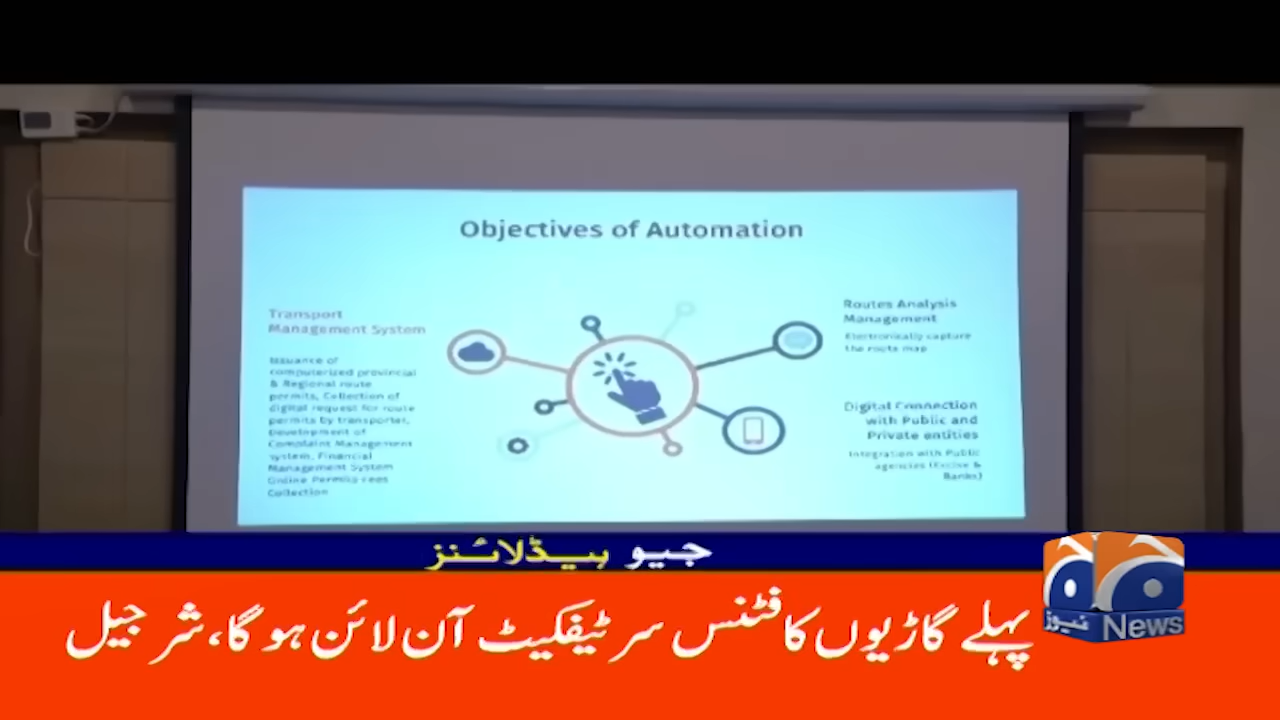 Objectives of Automation
Transport
Management System
Issuance of
computerized provincial
& Regional route
permits, Collection of
digital request for route
permits by transporter,
Development of
Complaint Management
system, Financial
Management System
Online Permits Fees
Collection
Routes Analysis
Management
Electronically capture
the route map
Digital Connection
with Public and
Private entities
Integration with Public
agencies (Excise &
Banks)
جیو ہیڈلائنز
پہلے گاڑیوں کا فٹنس سرٹیفکیٹ آن لائن ہو گا، شرجیل
نیوز News